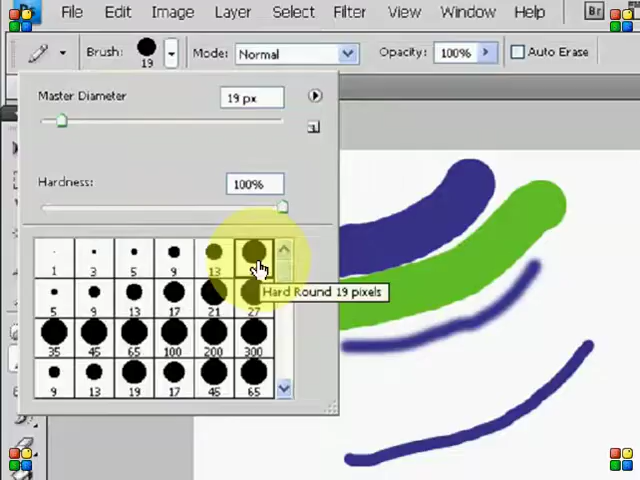 File Edit Image Layer Select Filter View Window Help Br
Brush: 19 Mode: Normal Opacity: 100% Auto Erase
Master Diameter 19 px
Hardness: 100%
1 3 5 9 13
Hard Round 19 pixels
5 9 13 17 21 27
35 45 65 100 200 300
9 13 19 17 45 65